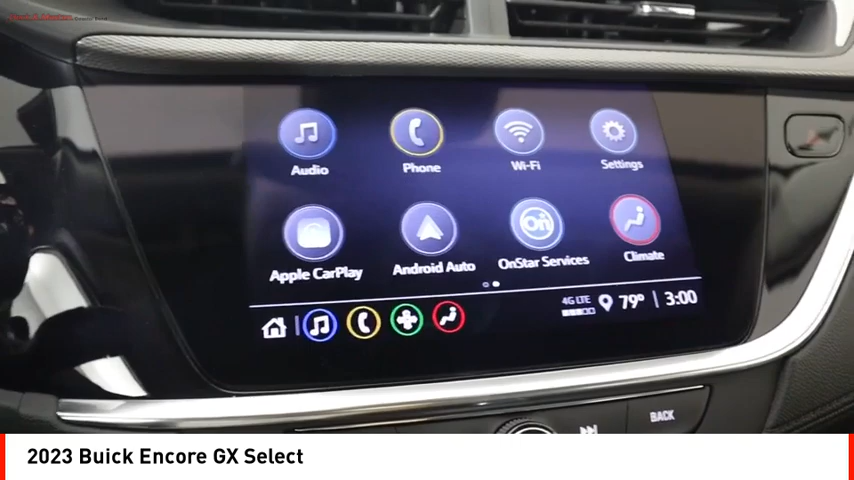 Audio Phone Wi-Fi Settings
On
Apple CarPlay Android Auto OnStar Services Climate
4G LTE 79° 3:00
BACK
2023 Buick Encore GX Select